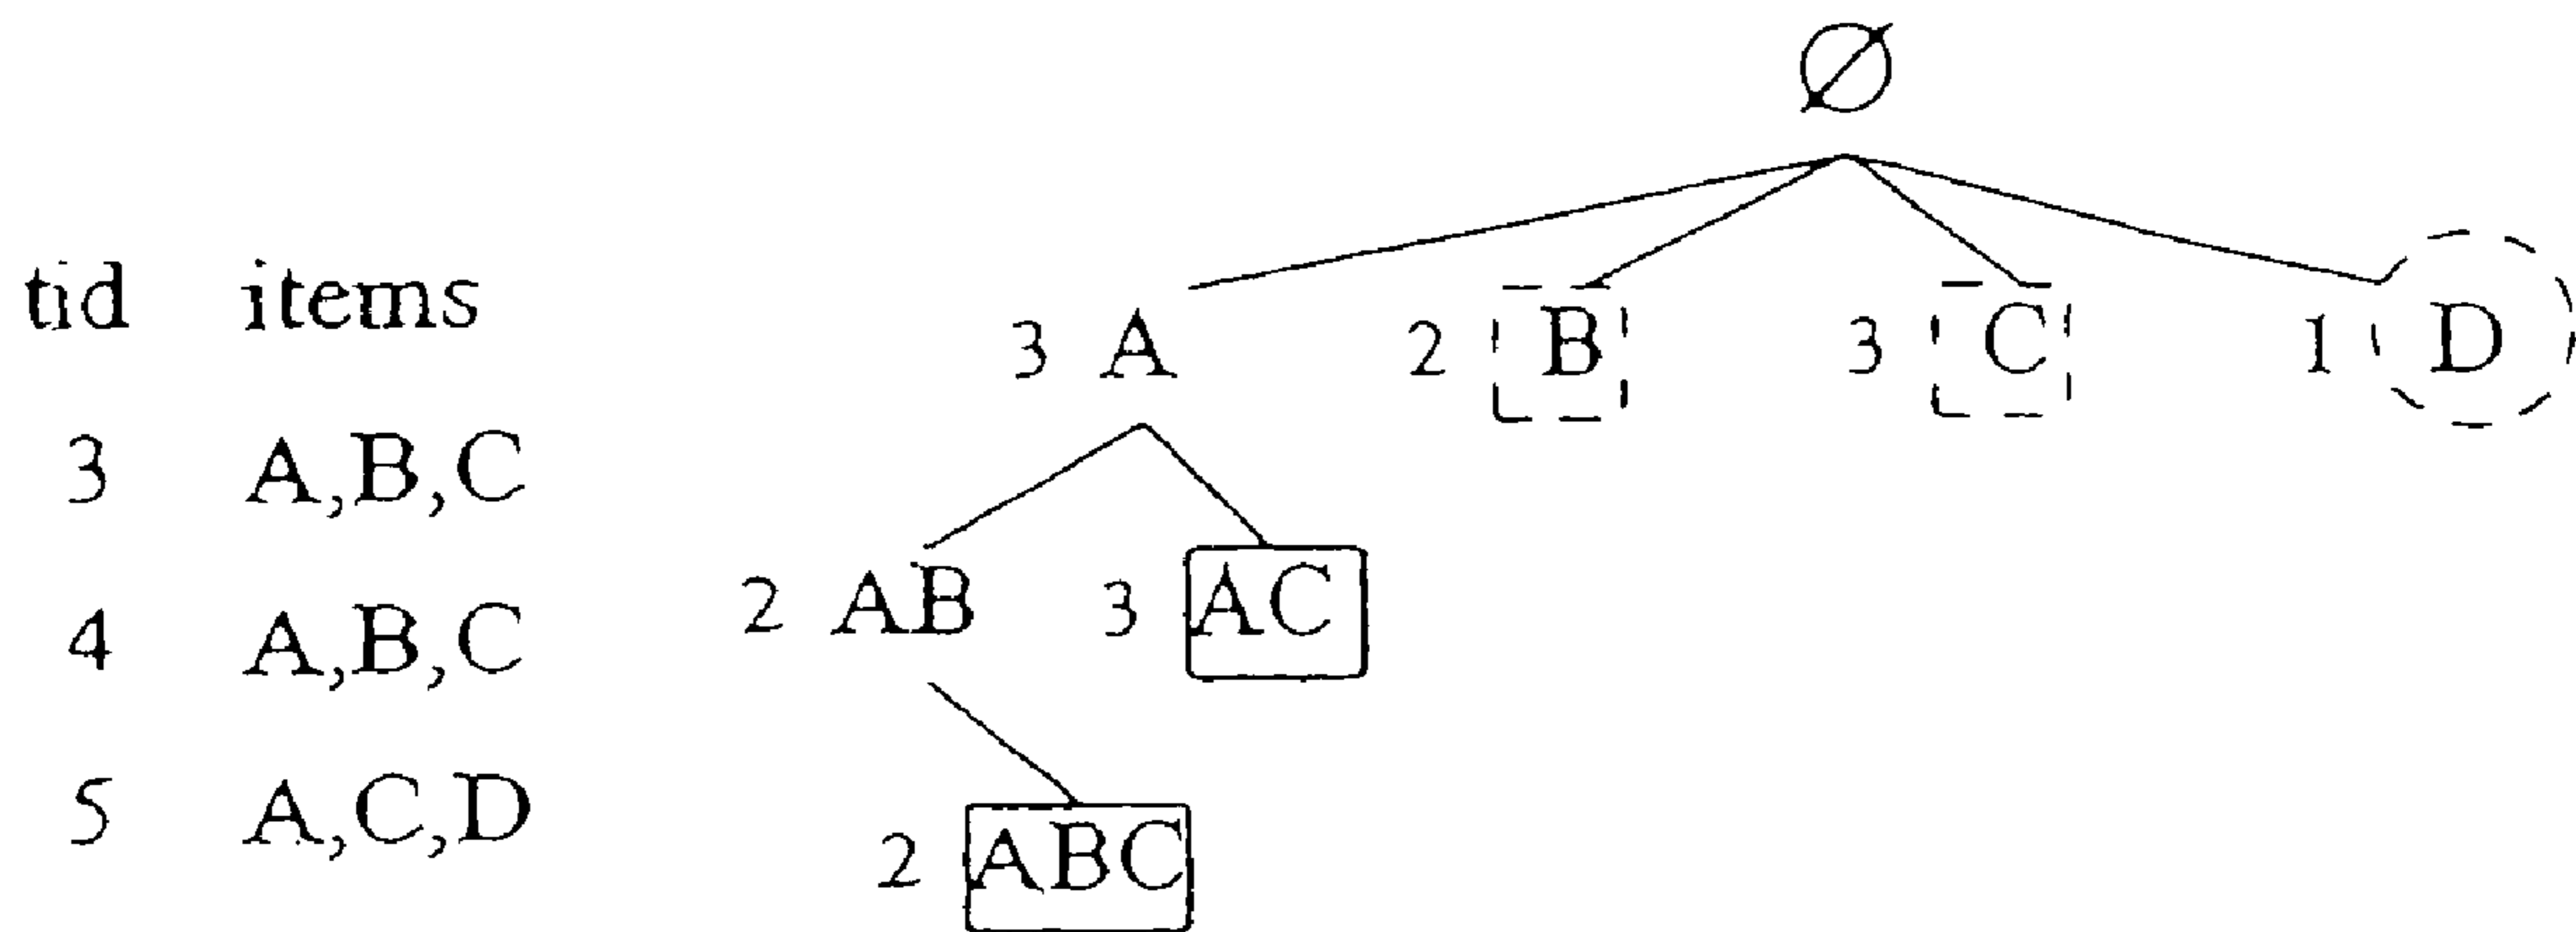 ∅
tid items
3 A 2 B 3 C 1 D
3 A,B,C
2 AB 3 AC
4 A,B,C
5 A,C,D
2 ABC